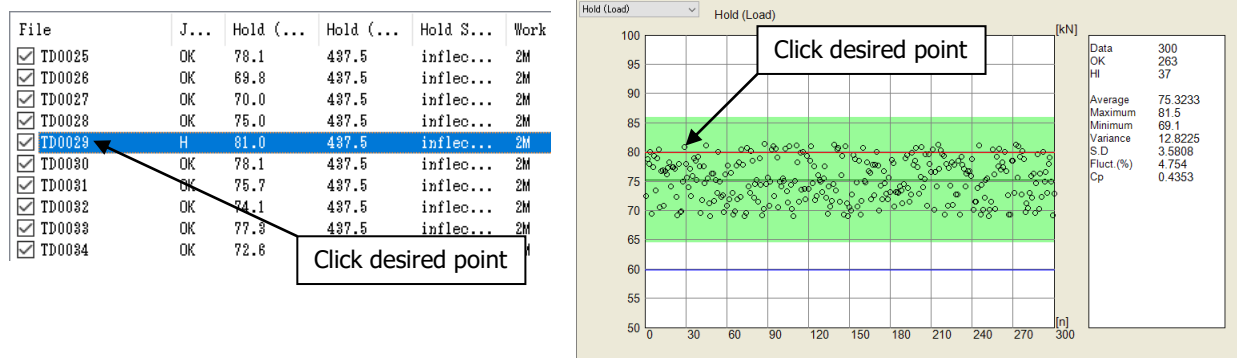 File J... Hold (... Hold (... Hold S... Work
TD0025 OK 78.1 437.5 inflec... 2M
TD0026 OK 69.8 437.5 inflec... 2M
TD0027 OK 70.0 437.5 inflec... 2M
TD0028 OK 75.0 437.5 inflec... 2M
TD0029 H 81.0 437.5 inflec... 2M
TD0030 OK 78.1 437.5 inflec... 2M
TD0031 OK 75.7 437.5 inflec... 2M
TD0032 OK 74.1 437.5 inflec... 2M
TD0033 OK 77.3 437.5 inflec... 2M
TD0034 OK 72.6
Click desired point
Hold (Load)
Hold (Load)
[kN]
Click desired point
100
95
90
85
80
75
70
65
60
55
50
0 30 60 90 120 150 180 210 240 270 300
[n]
Data 300
OK 263
HI 37
Average 75.3233
Maximum 81.5
Minimum 69.1
Variance 12.8225
S.D 3.5808
Fluct.(%) 4.754
Cp 0.4353